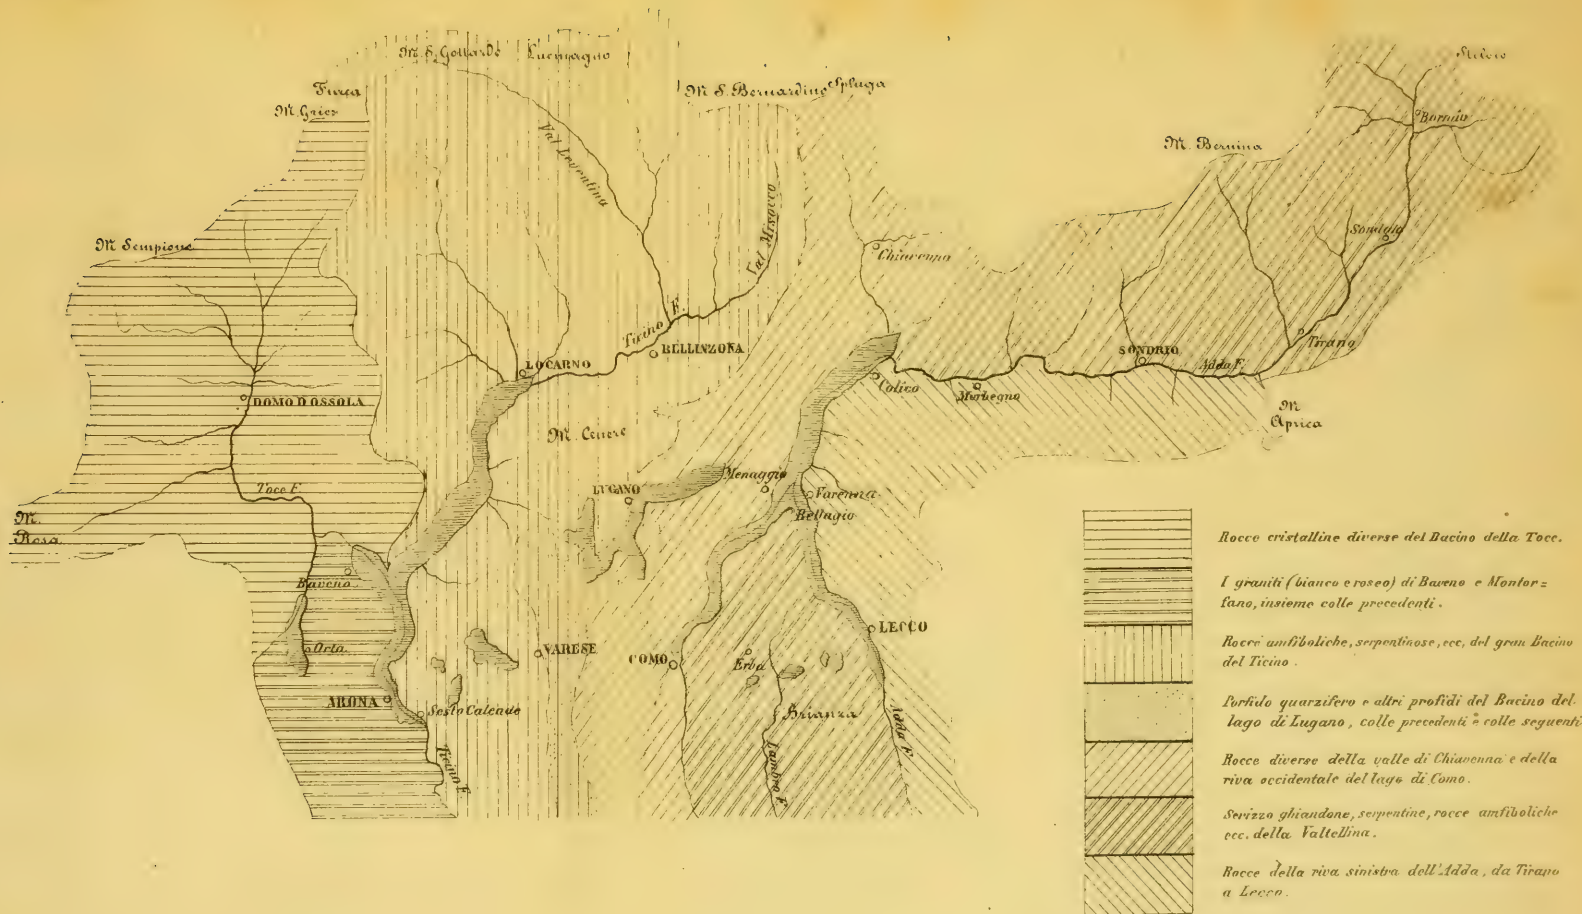 M. S. Gottardo
Lucmagno
Furca
M. Gries
M. S. Bernardino
Spluga
Stelvio
Bormio
M. Bernina
Val Leventina
Val Misocco
M. Sempione
Chiavenna
Sondalo
Ticino F.
BELLINZONA
LOCARNO
SONDRIO
Tirano
Adda F.
DOMO D'OSSOLA
Colico
Morbegno
M.
Aprica
M. Cenere
Menaggio
LUGANO
Varenna
Bellagio
Toce F.
M.
Rosa
Baveno
Orta
VARESE
COMO
Erba
LECCO
ARONA
Sesto Calende
Brianza
Ticino F.
Lambro F.
Adda F.
Rocce cristalline diverse del Bacino della Toce.
I graniti (bianco e roseo) di Baveno e Montor=
fano, insieme colle precedenti.
Rocce amfiboliche, serpentinose, ecc, del gran Bacino
del Ticino.
Porfido quarzifero e altri profidi del Bacino del
lago di Lugano, colle precedenti e colle seguenti
Rocce diverse della valle di Chiavenna e della
riva occidentale del lago di Como.
Serizzo ghiandone, serpentine, rocce amfiboliche
ecc. della Valtellina.
Rocce della riva sinistra dell'Adda, da Tirano
a Lecco.